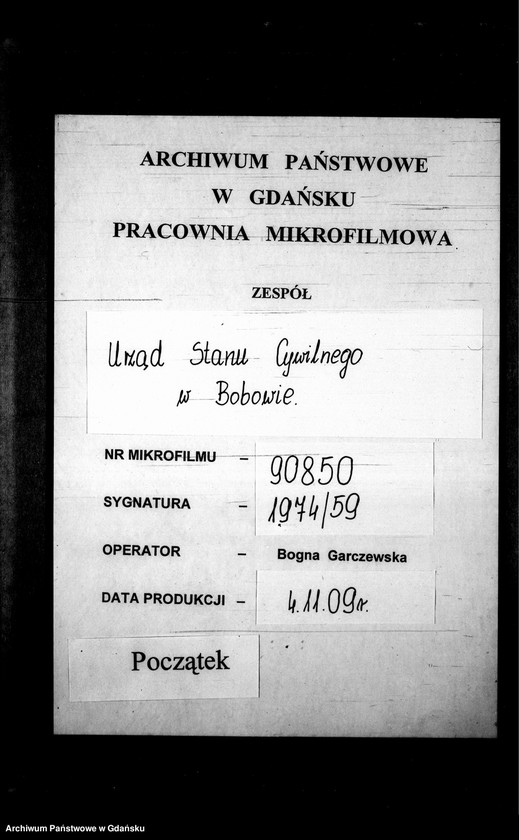 ARCHIWUM PAŃSTWOWE
W GDAŃSKU
PRACOWNIA MIKROFILMOWA
ZESPÓŁ
Urząd Stanu Cywilnego
w Bobowie.
NR MIKROFILMU – 90850
SYGNATURA – 1974/59
OPERATOR – Bogna Garczewska
DATA PRODUKCJI – 4.11.09r.
Początek
Archiwum Państwowe w Gdańsku